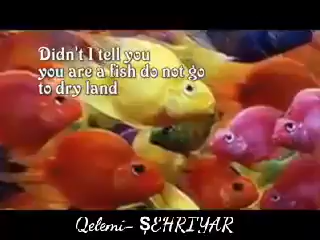 Didn't I tell you
you are a fish do not go
to dry land
Qelemi- ŞEHRIYAR